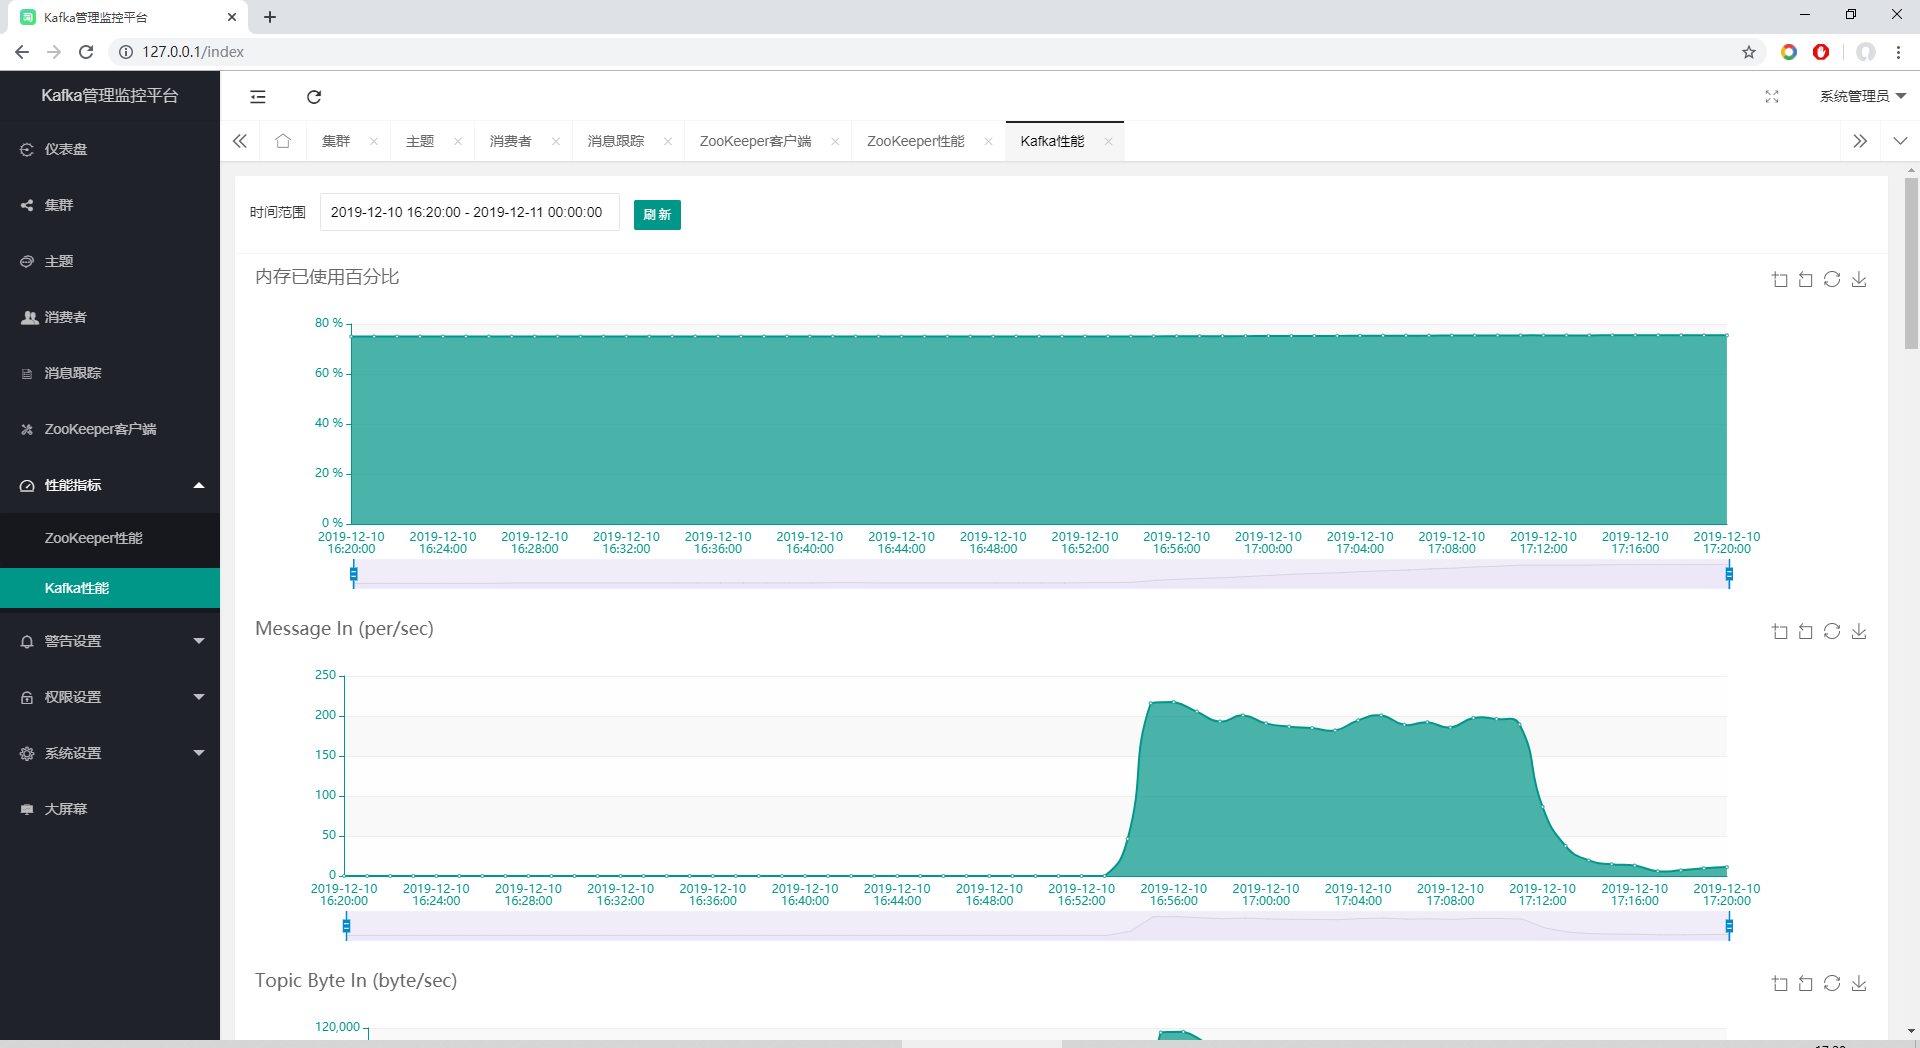 Kafka管理监控平台
127.0.0.1/index
Kafka管理监控平台
系统管理员
仪表盘
集群
主题
消费者
消息跟踪
ZooKeeper客户端
性能指标
ZooKeeper性能
Kafka性能
警告设置
权限设置
系统设置
大屏幕
集群 主题 消费者 消息跟踪 ZooKeeper客户端 ZooKeeper性能 Kafka性能
时间范围 2019-12-10 16:20:00 - 2019-12-11 00:00:00 刷新
内存已使用百分比
80 %
60 %
40 %
20 %
0 %
2019-12-10 2019-12-10 2019-12-10 2019-12-10 2019-12-10 2019-12-10 2019-12-10 2019-12-10 2019-12-10 2019-12-10 2019-12-10 2019-12-10 2019-12-10 2019-12-10 2019-12-10 2019-12-10
16:20:00 16:24:00 16:28:00 16:32:00 16:36:00 16:40:00 16:44:00 16:48:00 16:52:00 16:56:00 17:00:00 17:04:00 17:08:00 17:12:00 17:16:00 17:20:00
Message In (per/sec)
250
200
150
100
50
0
2019-12-10 2019-12-10 2019-12-10 2019-12-10 2019-12-10 2019-12-10 2019-12-10 2019-12-10 2019-12-10 2019-12-10 2019-12-10 2019-12-10 2019-12-10 2019-12-10 2019-12-10 2019-12-10
16:20:00 16:24:00 16:28:00 16:32:00 16:36:00 16:40:00 16:44:00 16:48:00 16:52:00 16:56:00 17:00:00 17:04:00 17:08:00 17:12:00 17:16:00 17:20:00
Topic Byte In (byte/sec)
120,000